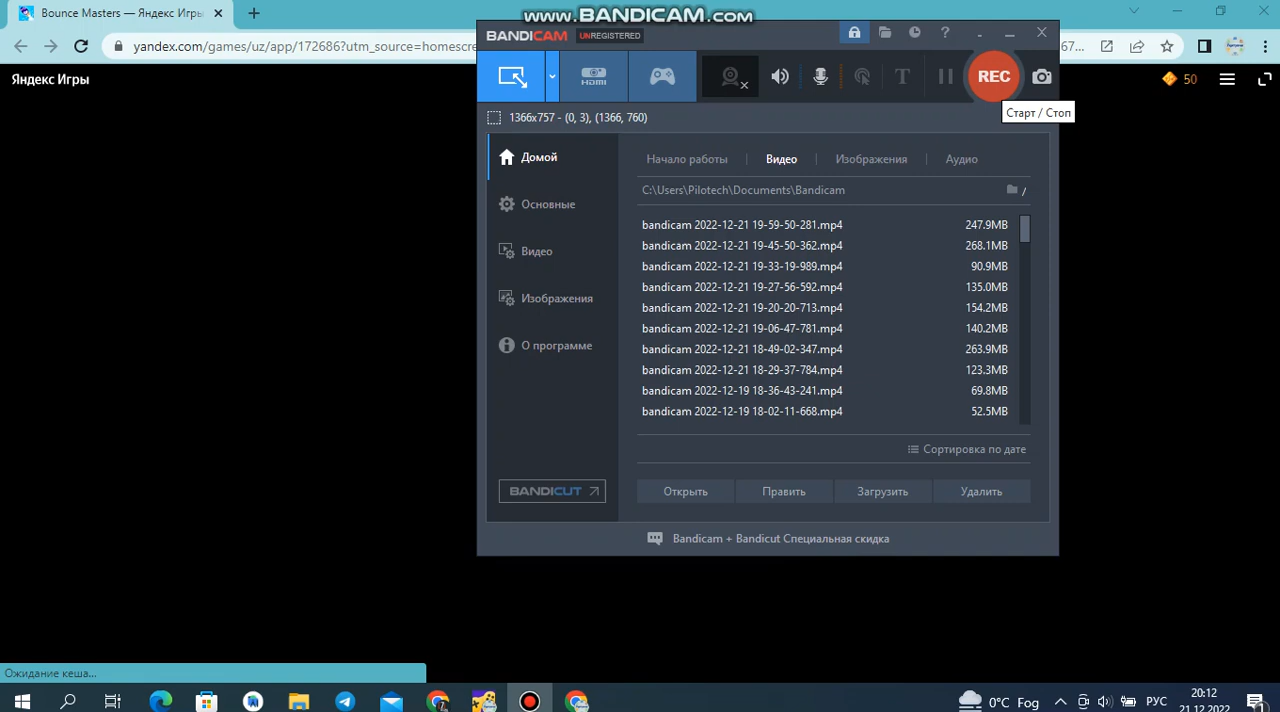 Bounce Masters — Яндекс Игры
www.BANDICAM.com
yandex.com/games/uz/app/172686?utm_source=homescre
67...
Яндекс Игры
50
BANDICAM
UNREGISTERED
HDMI
REC
Старт / Стоп
1366x757 - (0, 3), (1366, 760)
Домой
Основные
Видео
Изображения
О программе
BANDICUT
Начало работы
Видео
Изображения
Аудио
C:\Users\Pilotech\Documents\Bandicam
bandicam 2022-12-21 19-59-50-281.mp4 247.9MB
bandicam 2022-12-21 19-45-50-362.mp4 268.1MB
bandicam 2022-12-21 19-33-19-989.mp4 90.9MB
bandicam 2022-12-21 19-27-56-592.mp4 135.0MB
bandicam 2022-12-21 19-20-20-713.mp4 154.2MB
bandicam 2022-12-21 19-06-47-781.mp4 140.2MB
bandicam 2022-12-21 18-49-02-347.mp4 263.9MB
bandicam 2022-12-21 18-29-37-784.mp4 123.3MB
bandicam 2022-12-19 18-36-43-241.mp4 69.8MB
bandicam 2022-12-19 18-02-11-668.mp4 52.5MB
Сортировка по дате
Открыть
Править
Загрузить
Удалить
Bandicam + Bandicut Специальная скидка
Ожидание кеша...
0°C Fog
РУС
20:12
21.12.2022